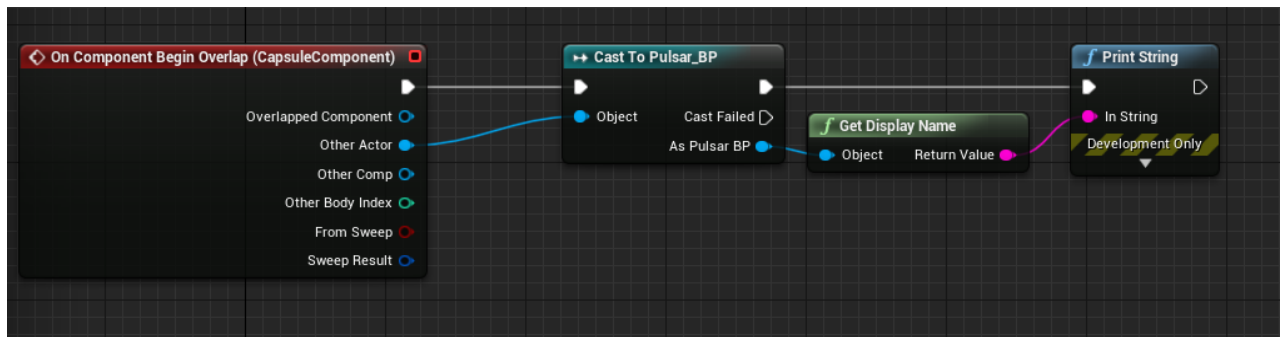 On Component Begin Overlap (CapsuleComponent)
Overlapped Component
Other Actor
Other Comp
Other Body Index
From Sweep
Sweep Result
Cast To Pulsar_BP
Object
Cast Failed
As Pulsar BP
f Get Display Name
Object
Return Value
f Print String
In String
Development Only